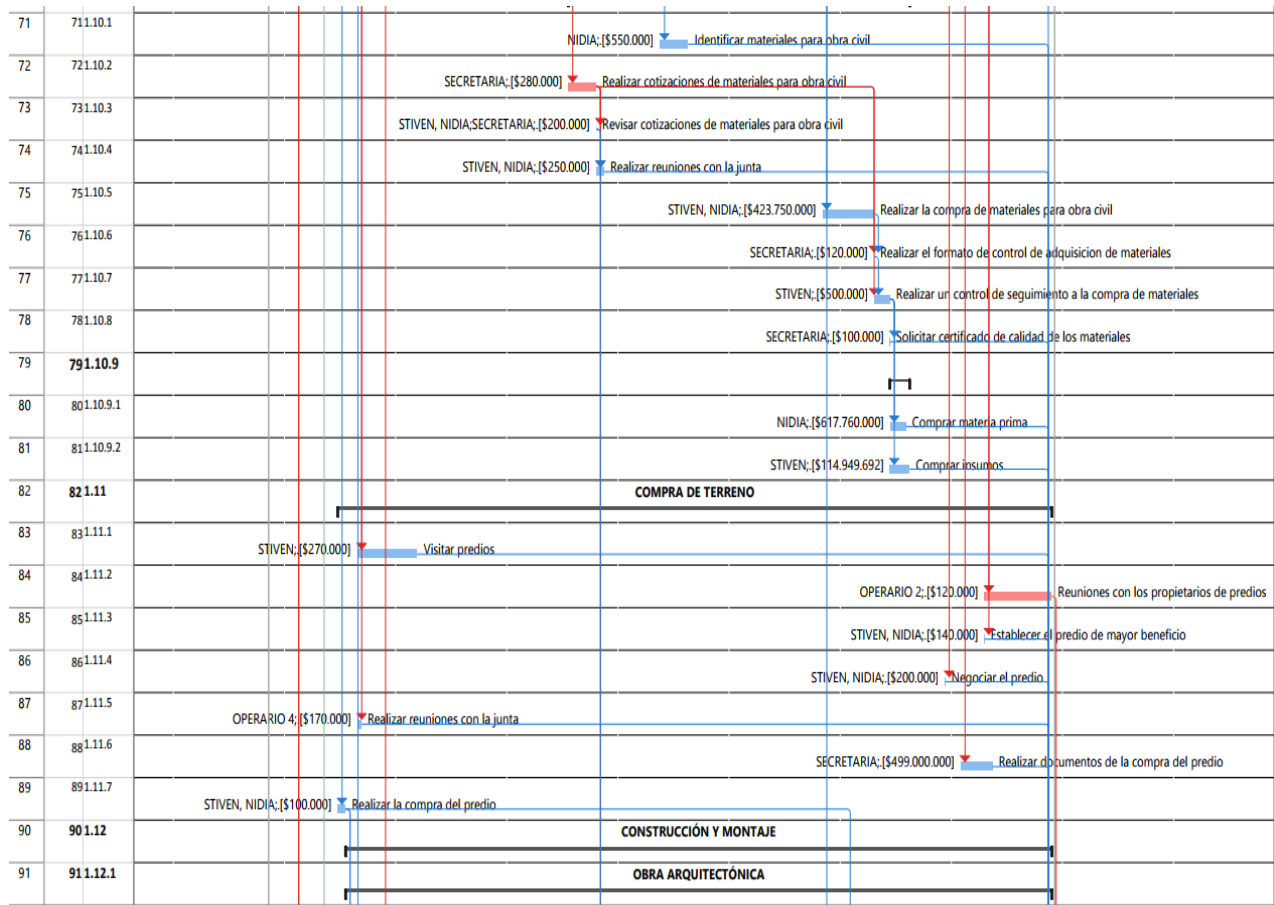 71 71 1.10.1 NIDIA;.[$550.000] Identificar materiales para obra civil
72 72 1.10.2 SECRETARIA;.[$280.000] Realizar cotizaciones de materiales para obra civil
73 73 1.10.3 STIVEN, NIDIA;SECRETARIA;.[$200.000] Revisar cotizaciones de materiales para obra civil
74 74 1.10.4 STIVEN, NIDIA;.[$250.000] Realizar reuniones con la junta
75 75 1.10.5 STIVEN, NIDIA;.[$423.750.000] Realizar la compra de materiales para obra civil
76 76 1.10.6 SECRETARIA;.[$120.000] Realizar el formato de control de adquisicion de materiales
77 77 1.10.7 STIVEN;.[$500.000] Realizar un control de seguimiento a la compra de materiales
78 78 1.10.8 SECRETARIA;.[$100.000] Solicitar certificado de calidad de los materiales
79 79 1.10.9
80 80 1.10.9.1 NIDIA;.[$617.760.000] Comprar materia prima
81 81 1.10.9.2 STIVEN;.[$114.949.692] Comprar insumos
82 82 1.11 COMPRA DE TERRENO
83 83 1.11.1 STIVEN;.[$270.000] Visitar predios
84 84 1.11.2 OPERARIO 2;.[$120.000] Reuniones con los propietarios de predios
85 85 1.11.3 STIVEN, NIDIA;.[$140.000] Establecer el predio de mayor beneficio
86 86 1.11.4 STIVEN, NIDIA;.[$200.000] Negociar el predio
87 87 1.11.5 OPERARIO 4;.[$170.000] Realizar reuniones con la junta
88 88 1.11.6 SECRETARIA;.[$499.000.000] Realizar documentos de la compra del predio
89 89 1.11.7 STIVEN, NIDIA;.[$100.000] Realizar la compra del predio
90 90 1.12 CONSTRUCCIÓN Y MONTAJE
91 91 1.12.1 OBRA ARQUITECTÓNICA